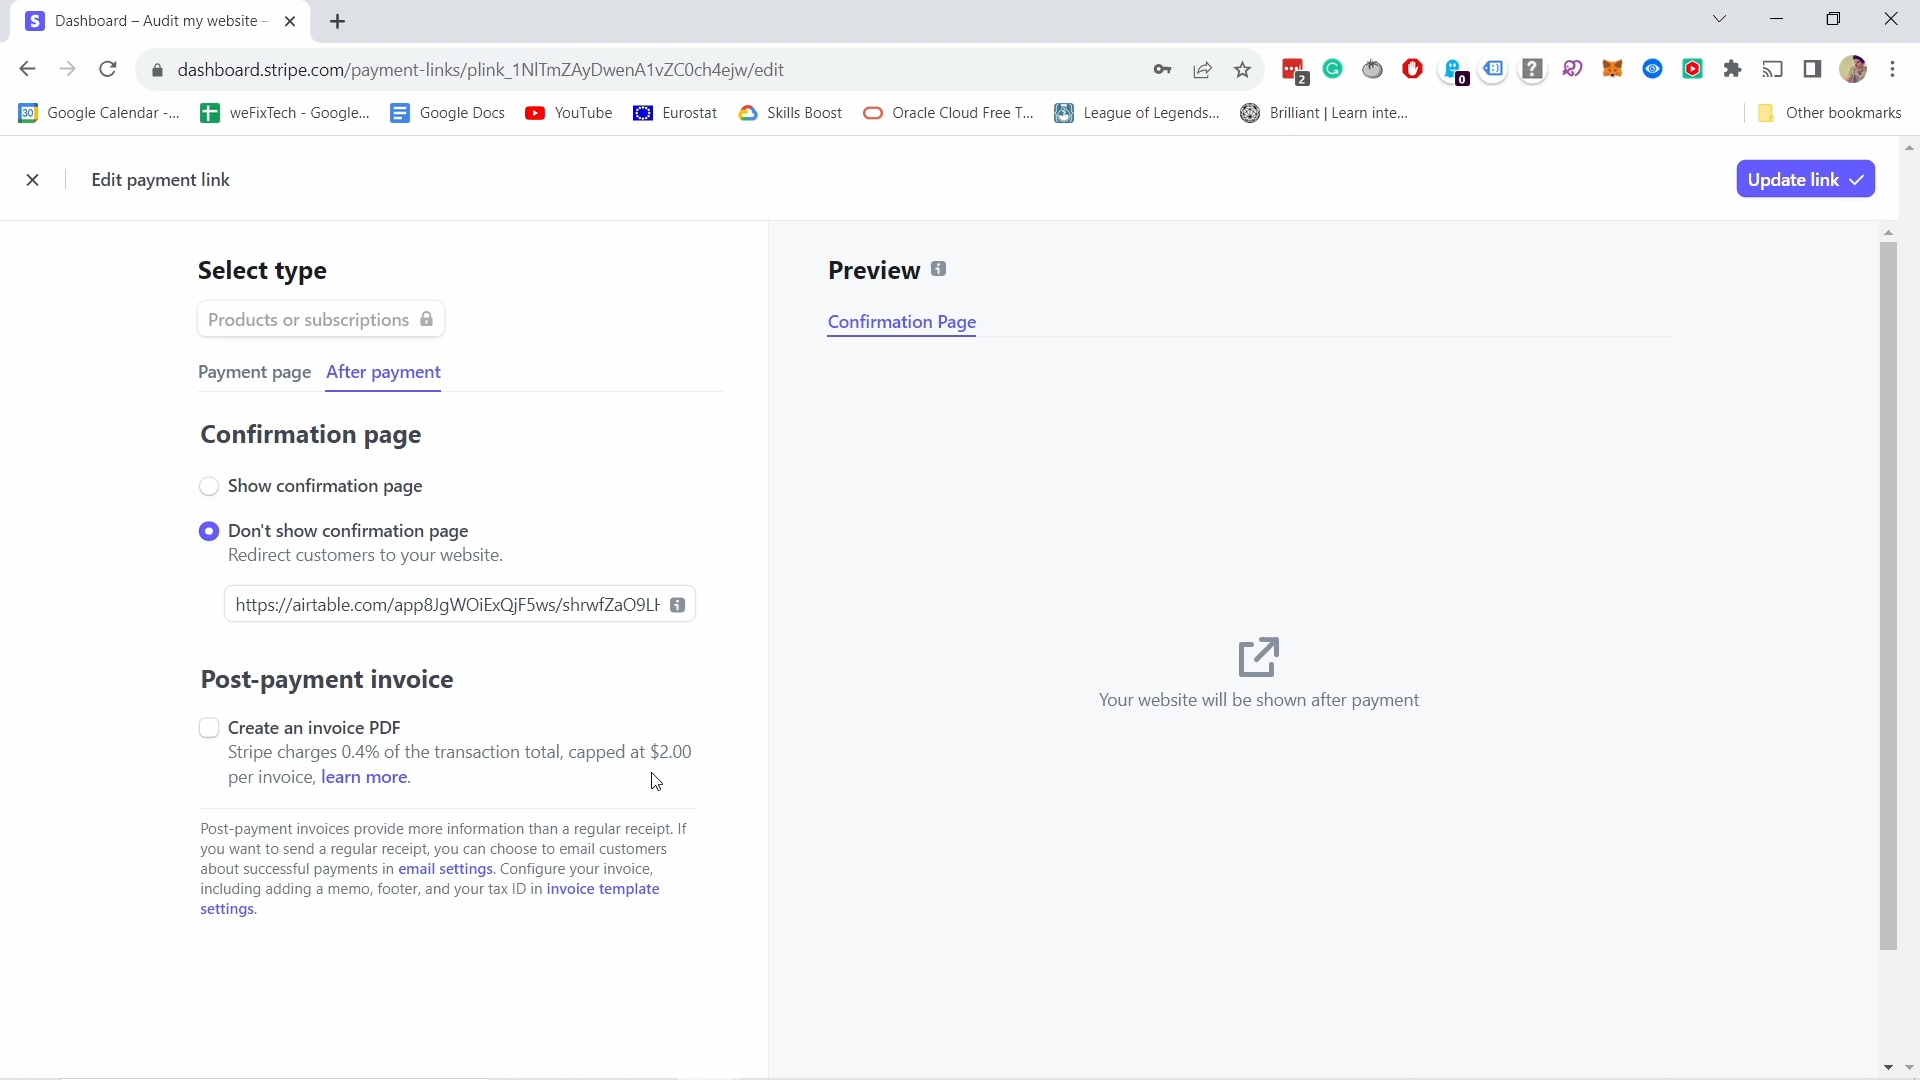 S Dashboard – Audit my website –
dashboard.stripe.com/payment-links/plink_1NlTmZAyDwenA1vZC0ch4ejw/edit
2
0
30 Google Calendar -... weFixTech - Google... Google Docs YouTube Eurostat Skills Boost Oracle Cloud Free T... League of Legends... Brilliant | Learn inte... Other bookmarks
Edit payment link
Update link
Select type
Products or subscriptions
Payment page After payment
Confirmation page
Show confirmation page
Don't show confirmation page
Redirect customers to your website.
https://airtable.com/app8JgWOiExQjF5ws/shrwfZaO9L
Post-payment invoice
Create an invoice PDF
Stripe charges 0.4% of the transaction total, capped at $2.00
per invoice, learn more.
Post-payment invoices provide more information than a regular receipt. If
you want to send a regular receipt, you can choose to email customers
about successful payments in email settings. Configure your invoice,
including adding a memo, footer, and your tax ID in invoice template
settings.
Preview
Confirmation Page
Your website will be shown after payment